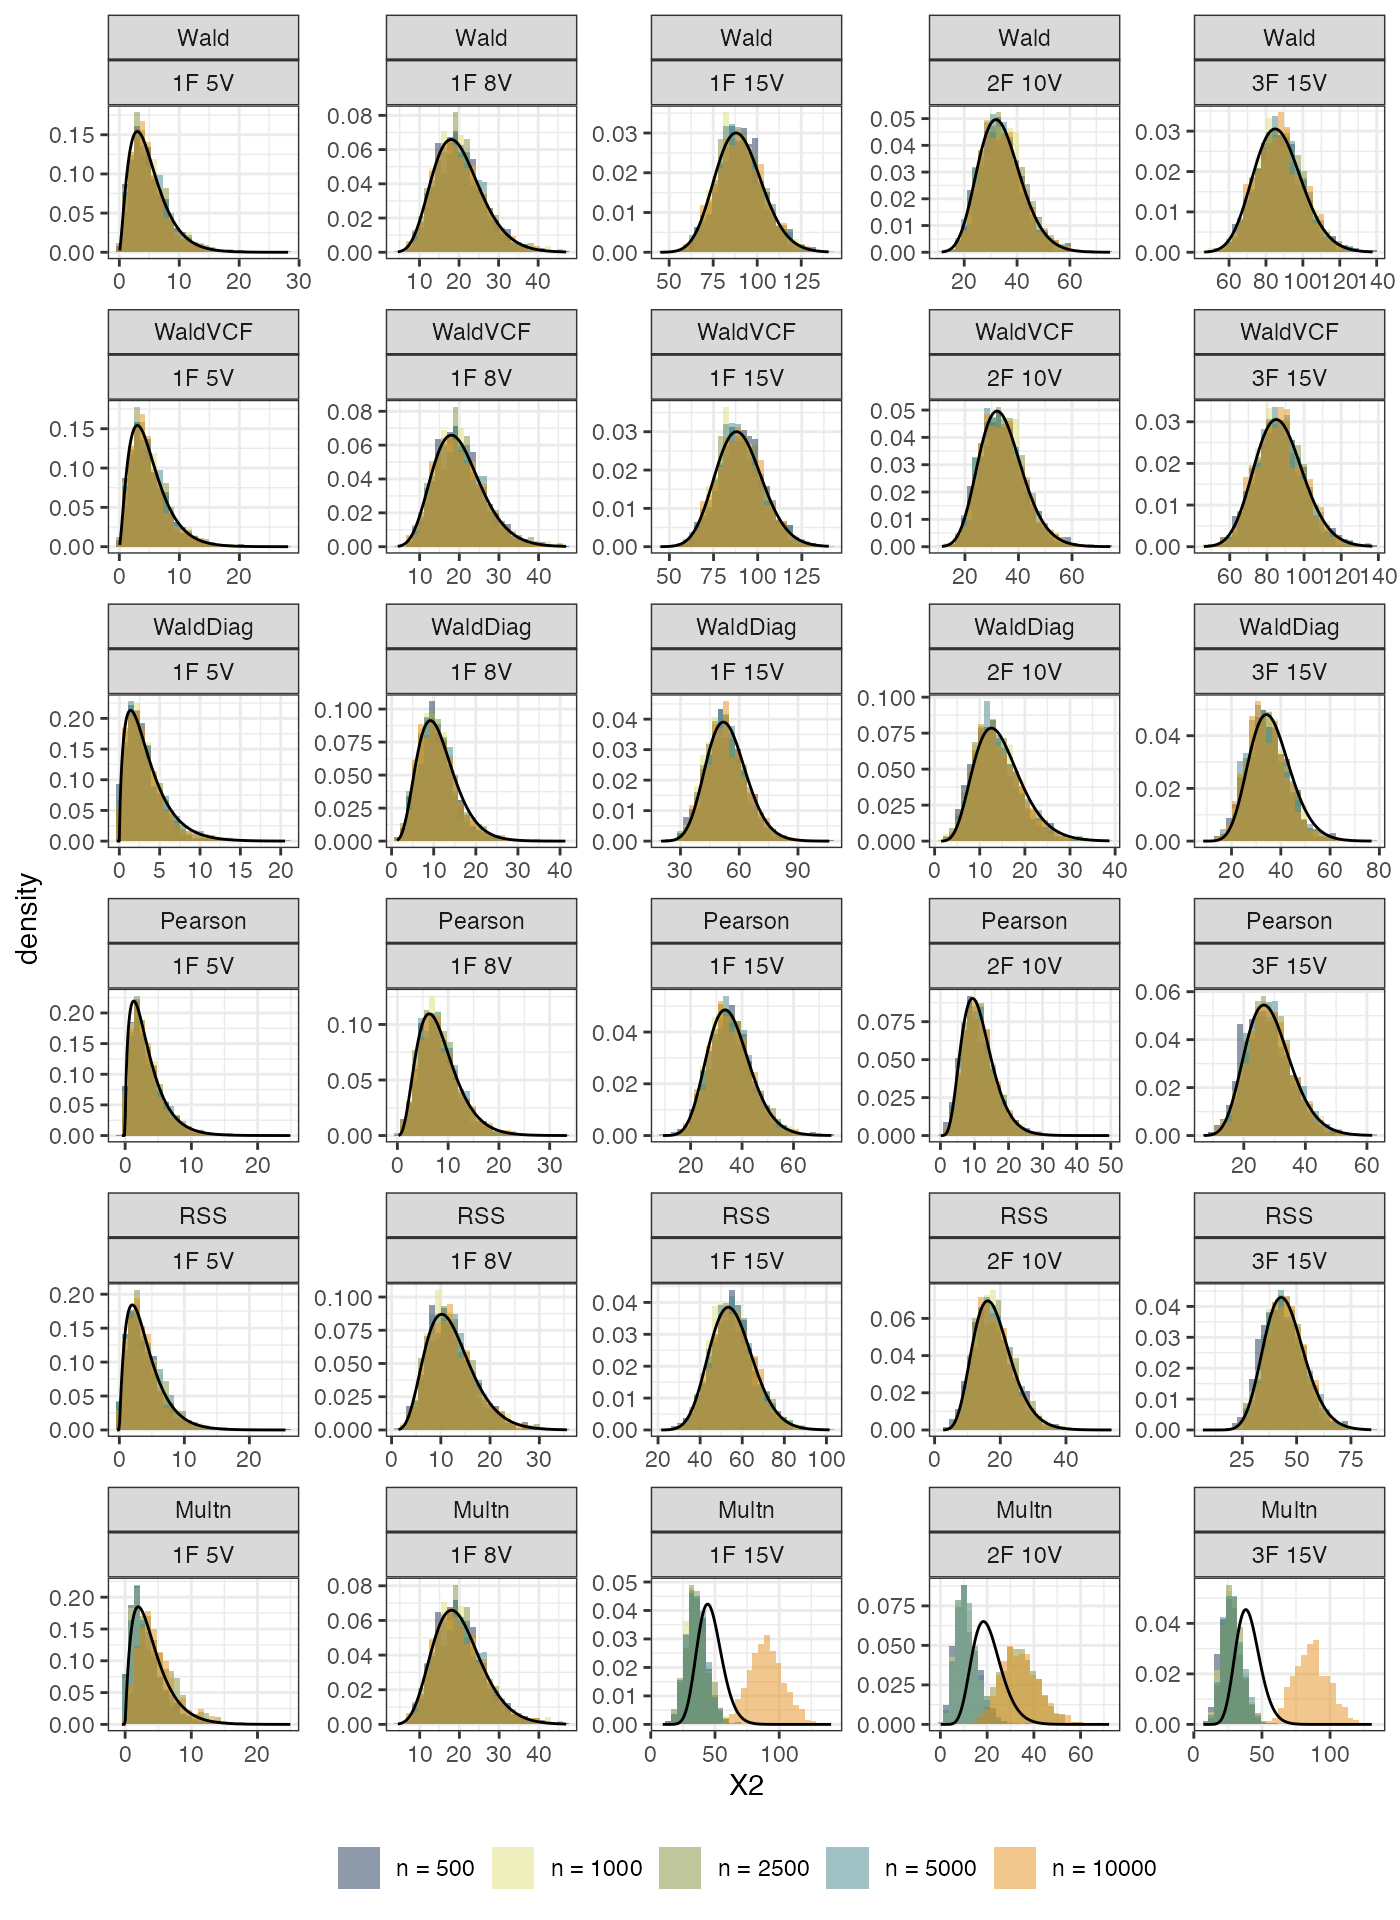 Wald Wald Wald Wald Wald
1F 5V 1F 8V 1F 15V 2F 10V 3F 15V
0.15 0.10 0.05 0.00
0.08 0.06 0.04 0.02 0.00
0.03 0.02 0.01 0.00
0.05 0.04 0.03 0.02 0.01 0.00
0.03 0.02 0.01 0.00
0 10 20 30 10 20 30 40 50 75 100 125 20 40 60 60 80 100 120 140
WaldVCF WaldVCF WaldVCF WaldVCF WaldVCF
1F 5V 1F 8V 1F 15V 2F 10V 3F 15V
0.15 0.10 0.05 0.00
0.08 0.06 0.04 0.02 0.00
0.03 0.02 0.01 0.00
0.05 0.04 0.03 0.02 0.01 0.00
0.03 0.02 0.01 0.00
0 10 20 10 20 30 40 50 75 100 125 20 40 60 60 80 100 120 140
WaldDiag WaldDiag WaldDiag WaldDiag WaldDiag
1F 5V 1F 8V 1F 15V 2F 10V 3F 15V
0.20 0.15 0.10 0.05 0.00
0.100 0.075 0.050 0.025 0.000
0.04 0.03 0.02 0.01 0.00
0.100 0.075 0.050 0.025 0.000
0.04 0.02 0.00
0 5 10 15 20 0 10 20 30 40 30 60 90 0 10 20 30 40 20 40 60 80
density
Pearson Pearson Pearson Pearson Pearson
1F 5V 1F 8V 1F 15V 2F 10V 3F 15V
0.20 0.15 0.10 0.05 0.00
0.10 0.05 0.00
0.04 0.02 0.00
0.075 0.050 0.025 0.000
0.06 0.04 0.02 0.00
0 10 20 0 10 20 30 20 40 60 0 10 20 30 40 50 20 40 60
RSS RSS RSS RSS RSS
1F 5V 1F 8V 1F 15V 2F 10V 3F 15V
0.20 0.15 0.10 0.05 0.00
0.100 0.075 0.050 0.025 0.000
0.04 0.03 0.02 0.01 0.00
0.06 0.04 0.02 0.00
0.04 0.03 0.02 0.01 0.00
0 10 20 0 10 20 30 20 40 60 80 100 0 20 40 25 50 75
Multn Multn Multn Multn Multn
1F 5V 1F 8V 1F 15V 2F 10V 3F 15V
0.20 0.15 0.10 0.05 0.00
0.08 0.06 0.04 0.02 0.00
0.05 0.04 0.03 0.02 0.01 0.00
0.075 0.050 0.025 0.000
0.04 0.02 0.00
0 10 20 10 20 30 40 0 50 100 0 20 40 60 0 50 100
X2
n = 500 n = 1000 n = 2500 n = 5000 n = 10000